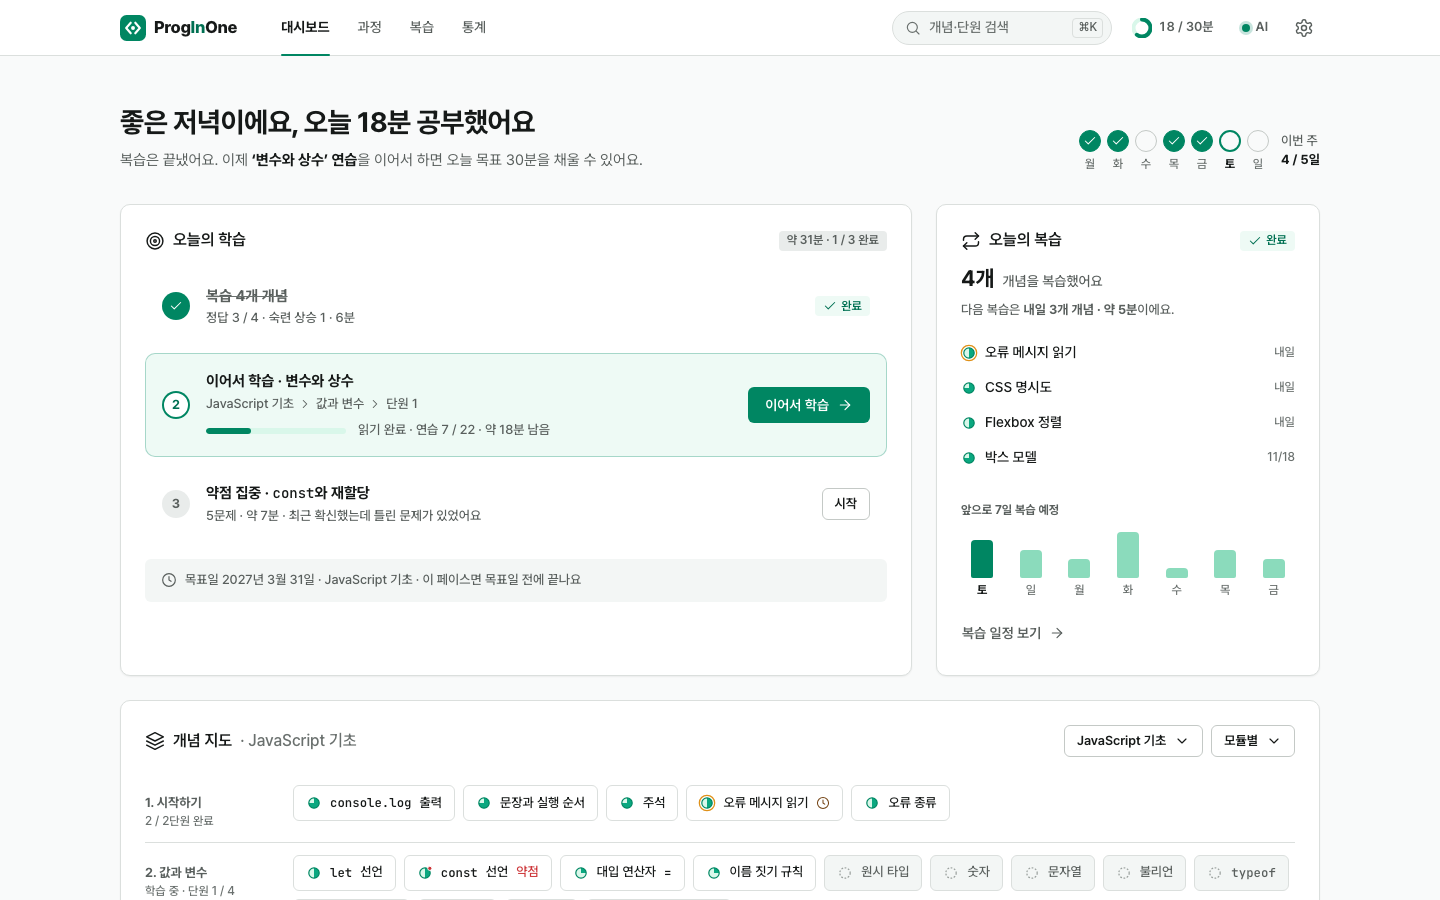 ProgInOne
대시보드 과정 복습 통계
개념·단원 검색 ⌘K
18 / 30분
AI
좋은 저녁이에요, 오늘 18분 공부했어요
복습은 끝냈어요. 이제 ‘변수와 상수’ 연습을 이어서 하면 오늘 목표 30분을 채울 수 있어요.
월 화 수 목 금 토 일
이번 주
4 / 5일
오늘의 학습
약 31분 · 1 / 3 완료
복습 4개 개념
정답 3 / 4 · 숙련 상승 1 · 6분
완료
2
이어서 학습 · 변수와 상수
JavaScript 기초 > 값과 변수 > 단원 1
읽기 완료 · 연습 7 / 22 · 약 18분 남음
이어서 학습 →
3
약점 집중 · const와 재할당
5문제 · 약 7분 · 최근 확신했는데 틀린 문제가 있었어요
시작
목표일 2027년 3월 31일 · JavaScript 기초 · 이 페이스면 목표일 전에 끝나요
오늘의 복습
완료
4개 개념을 복습했어요
다음 복습은 내일 3개 개념 · 약 5분이에요.
오류 메시지 읽기 내일
CSS 명시도 내일
Flexbox 정렬 내일
박스 모델 11/18
앞으로 7일 복습 예정
토 일 월 화 수 목 금
복습 일정 보기 →
개념 지도 · JavaScript 기초
JavaScript 기초
모듈별
1. 시작하기
2 / 2단원 완료
console.log 출력
문장과 실행 순서
주석
오류 메시지 읽기
오류 종류
2. 값과 변수
학습 중 · 단원 1 / 4
let 선언
const 선언 약점
대입 연산자 =
이름 짓기 규칙
원시 타입
숫자
문자열
불리언
typeof